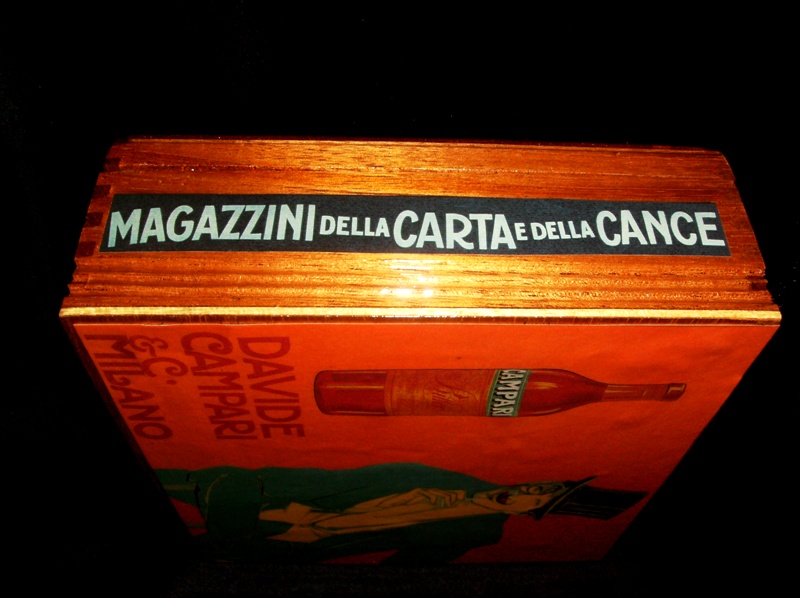 MAGAZZINI DELLA CARTA E DELLA CANCE
DAVIDE
CAMPARI
& C.
MILANO
CAMPARI